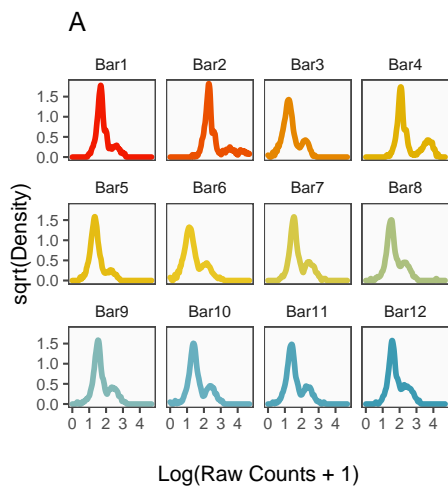 A
Bar1 Bar2 Bar3 Bar4
1.5
1.0
0.5
0.0
Bar5 Bar6 Bar7 Bar8
sqrt(Density)
1.5
1.0
0.5
0.0
Bar9 Bar10 Bar11 Bar12
1.5
1.0
0.5
0.0
0 1 2 3 4 0 1 2 3 4 0 1 2 3 4 0 1 2 3 4
Log(Raw Counts + 1)